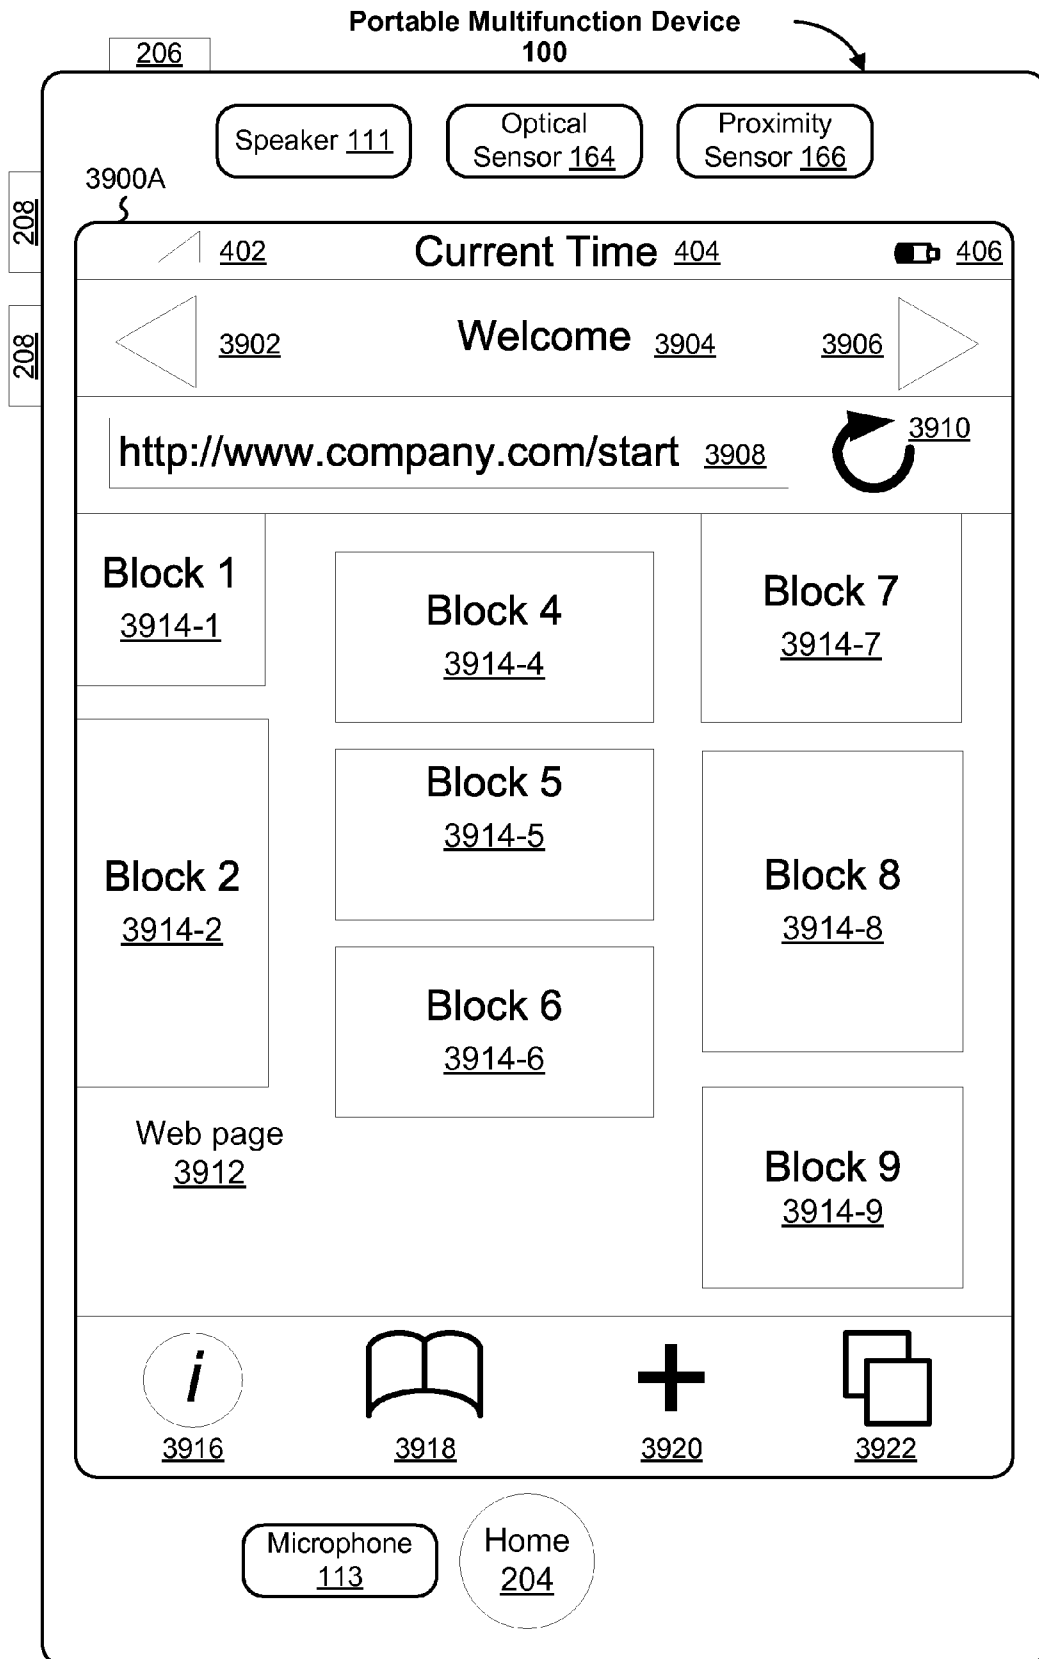 Portable Multifunction Device
100
206
Speaker 111
Optical
Sensor 164
Proximity
Sensor 166
3900A
208
208
402
Current Time 404
406
3902
Welcome 3904
3906
http://www.company.com/start 3908
3910
Block 1
3914-1
Block 2
3914-2
Web page
3912
Block 4
3914-4
Block 5
3914-5
Block 6
3914-6
Block 7
3914-7
Block 8
3914-8
Block 9
3914-9
i
3916
3918
3920
3922
Microphone
113
Home
204